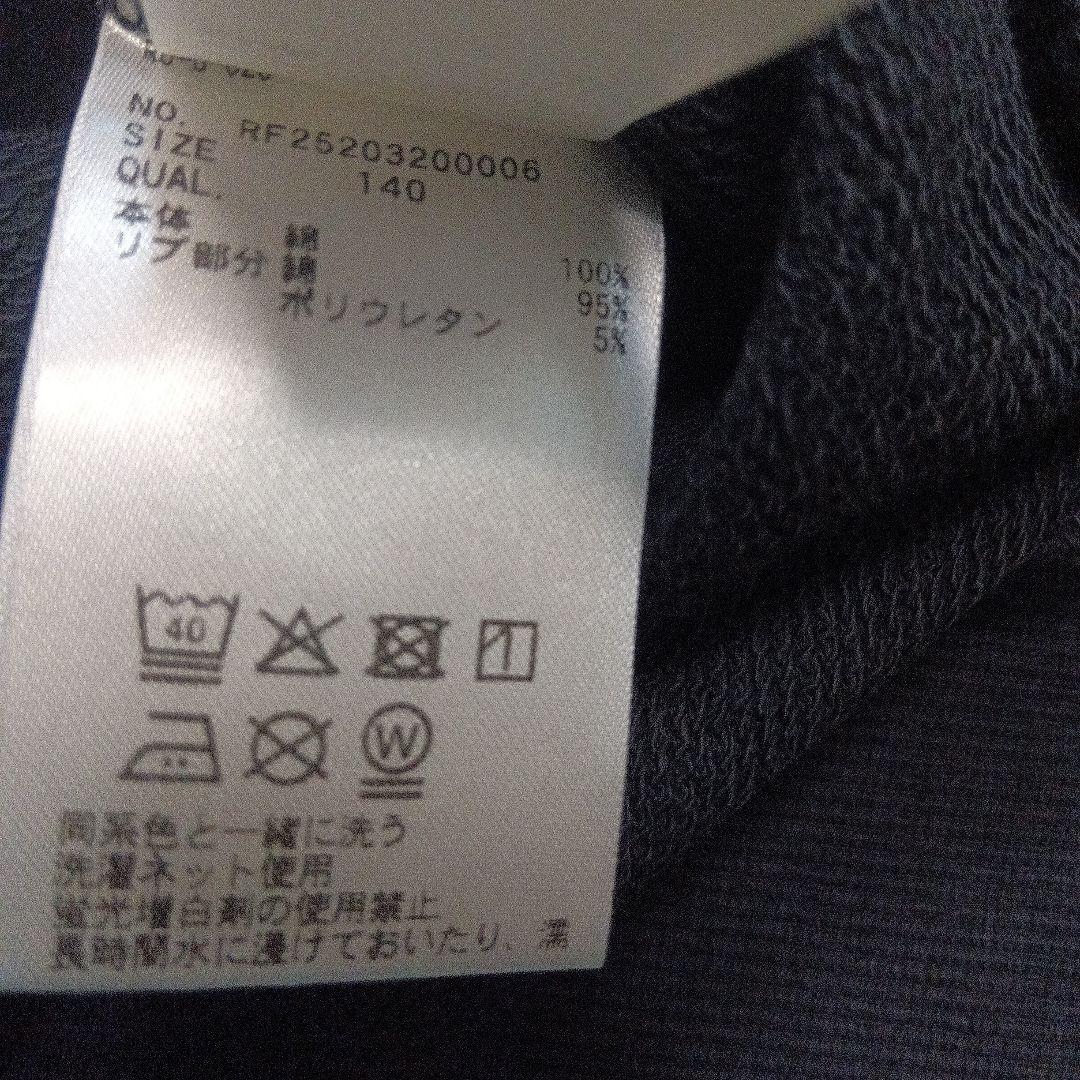 NO. RF25203200006
SIZE 140
QUAL.
本体 綿 100%
リブ部分 綿 95%
ポリウレタン 5%
40
W
同系色と一緒に洗う
洗濯ネット使用
蛍光増白剤の使用禁止
長時間水に浸けておいたり、濡